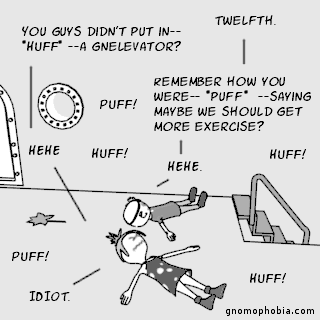 YOU GUYS DIDN'T PUT IN--
*HUFF* --A GNELEVATOR?
TWELFTH.
REMEMBER HOW YOU
WERE-- *PUFF* --SAYING
MAYBE WE SHOULD GET
MORE EXERCISE?
PUFF!
HEHE
HUFF!
HEHE.
HUFF!
PUFF!
IDIOT.
HUFF!
gnomophobia.com